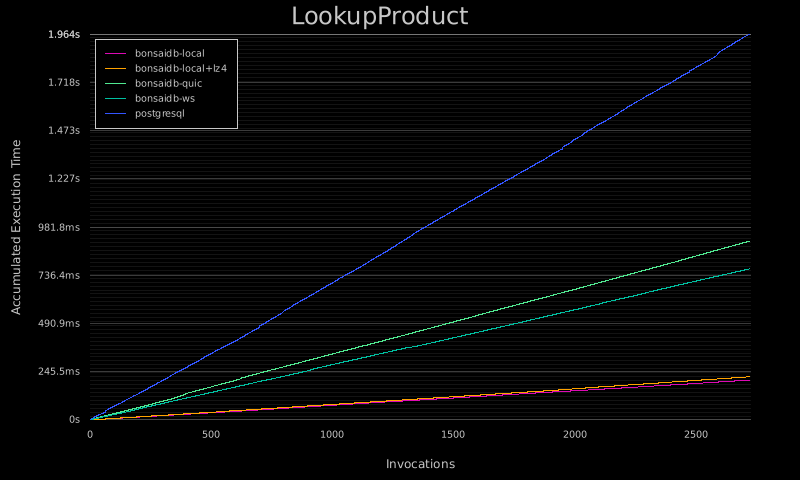 LookupProduct
1.964s
bonsaidb-local
bonsaidb-local+lz4
bonsaidb-quic
bonsaidb-ws
postgresql
1.718s
1.473s
1.227s
981.8ms
736.4ms
490.9ms
245.5ms
0s
Accumulated Execution Time
0 500 1000 1500 2000 2500
Invocations